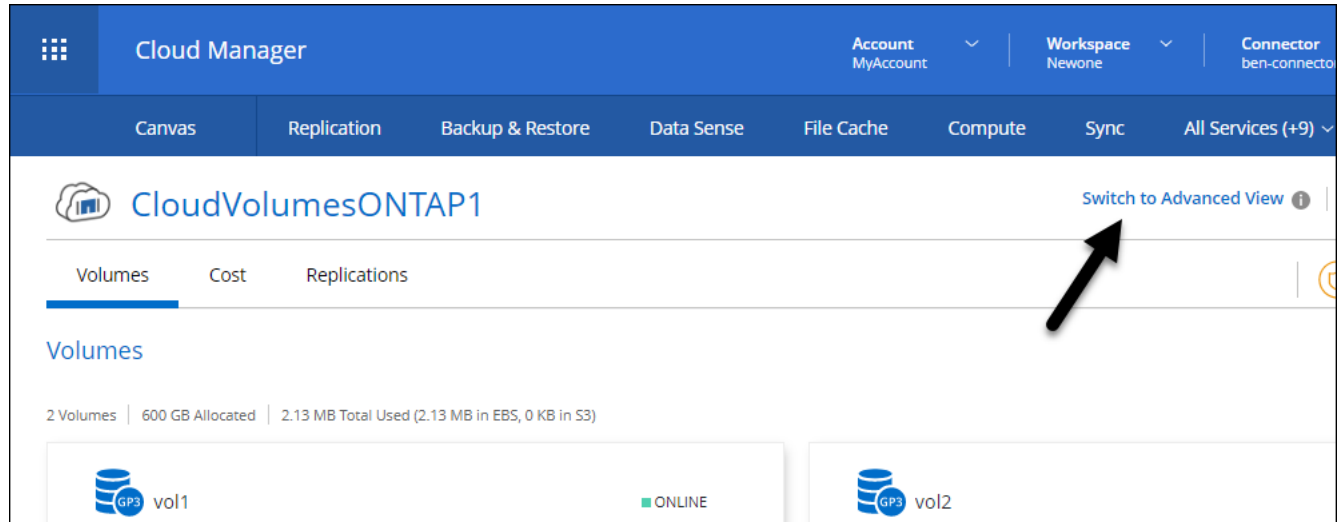 Cloud Manager
Account
MyAccount
Workspace
Newone
Connector
Canvas
Replication
Backup & Restore
Data Sense
File Cache
Compute
Sync
All Services (+9)
CloudVolumesONTAP1
Switch to Advanced View
Volumes
Cost
Replications
Volumes
2 Volumes | 600 GB Allocated | 2.13 MB Total Used (2.13 MB in EBS, 0 KB in S3)
GP3
vol1
ONLINE
GP3
vol2